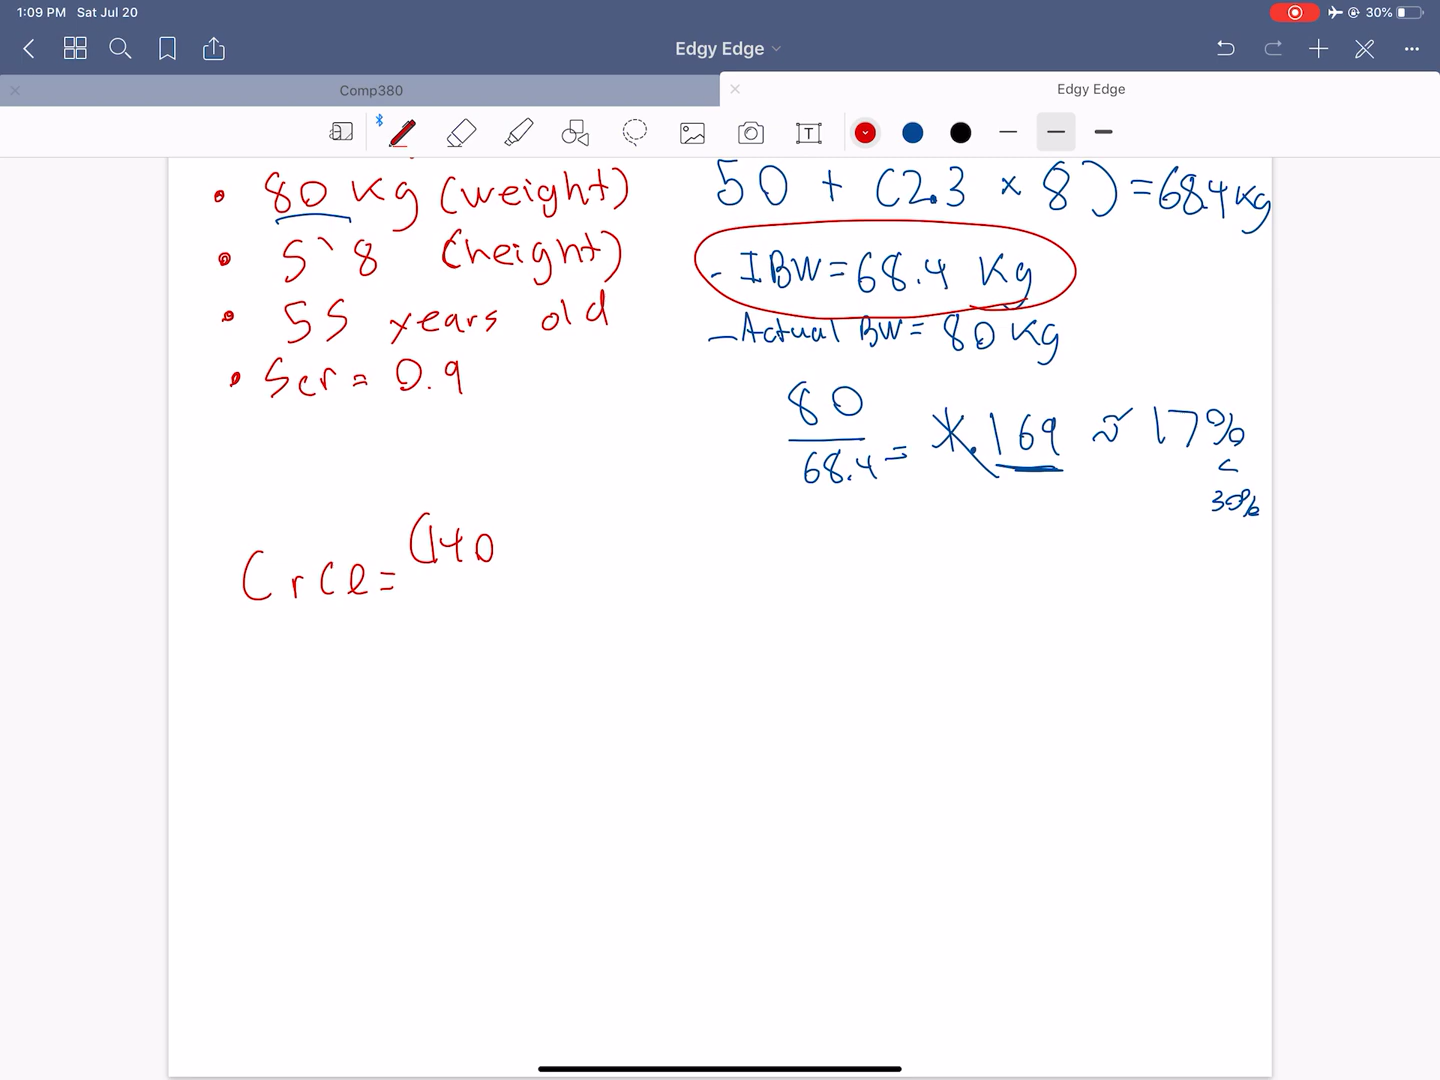 1:09 PM Sat Jul 20
30%
Edgy Edge
Comp380
Edgy Edge
T
• 80 Kg (weight)
• 5'8 (height)
• 55 years old
• Scr = 0.9
50 + (2.3 × 8) = 68.4 kg
- IBW = 68.4 Kg
- Actual BW = 80 Kg
80
68.4 = 1.169 ≈ 17%
<
30%
CrCl = (140